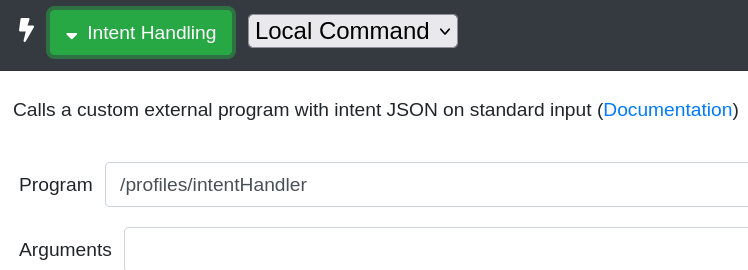 Intent Handling Local Command
Calls a custom external program with intent JSON on standard input (Documentation)
Program /profiles/intentHandler
Arguments